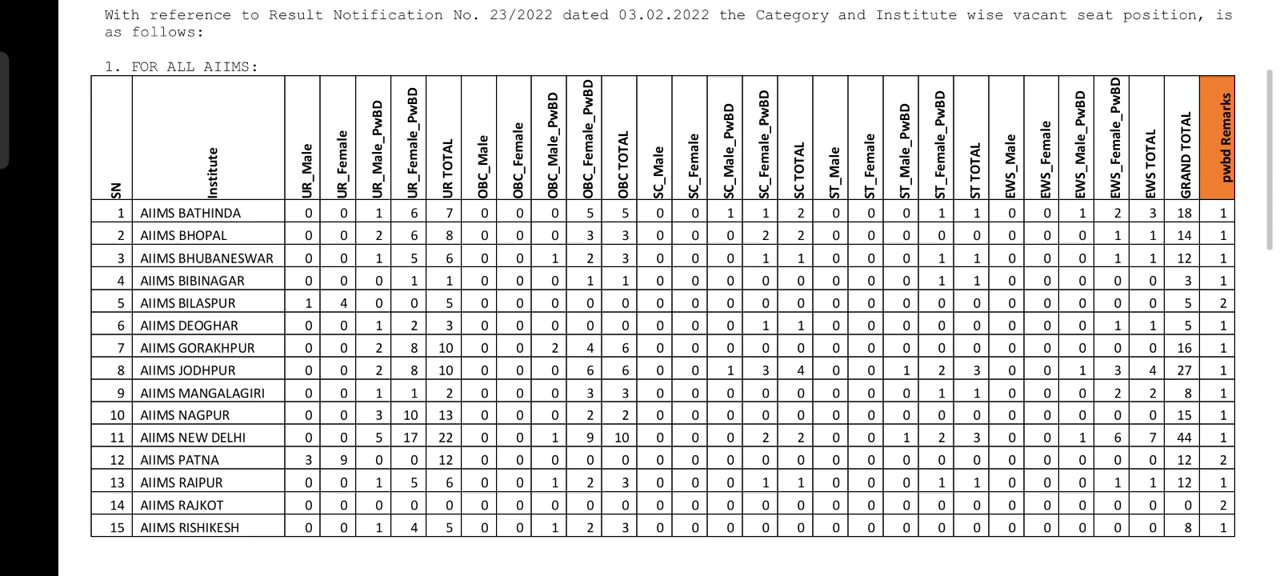 With reference to Result Notification No. 23/2022 dated 03.02.2022 the Category and Institute wise vacant seat position, is
as follows:
1. FOR ALL AIIMS:
SN Institute UR_Male UR_Female UR_Male_PwBD UR_Female_PwBD UR TOTAL OBC_Male OBC_Female OBC_Male_PwBD OBC_Female_PwBD OBC TOTAL SC_Male SC_Female SC_Male_PwBD SC_Female_PwBD SC TOTAL ST_Male ST_Female ST_Male_PwBD ST_Female_PwBD ST TOTAL EWS_Male EWS_Female EWS_Male_PwBD EWS_Female_PwBD EWS TOTAL GRAND TOTAL pwbd Remarks
1 AIIMS BATHINDA 0 0 1 6 7 0 0 0 5 5 0 0 1 1 2 0 0 0 1 1 0 0 1 2 3 18 1
2 AIIMS BHOPAL 0 0 2 6 8 0 0 0 3 3 0 0 0 2 2 0 0 0 0 0 0 0 0 1 1 14 1
3 AIIMS BHUBANESWAR 0 0 1 5 6 0 0 1 2 3 0 0 0 1 1 0 0 0 1 1 0 0 0 1 1 12 1
4 AIIMS BIBINAGAR 0 0 0 1 1 0 0 0 1 1 0 0 0 0 0 0 0 0 1 1 0 0 0 0 0 3 1
5 AIIMS BILASPUR 1 4 0 0 5 0 0 0 0 0 0 0 0 0 0 0 0 0 0 0 0 0 0 0 0 5 2
6 AIIMS DEOGHAR 0 0 1 2 3 0 0 0 0 0 0 0 0 1 1 0 0 0 0 0 0 0 0 1 1 5 1
7 AIIMS GORAKHPUR 0 0 2 8 10 0 0 2 4 6 0 0 0 0 0 0 0 0 0 0 0 0 0 0 0 16 1
8 AIIMS JODHPUR 0 0 2 8 10 0 0 0 6 6 0 0 1 3 4 0 0 1 2 3 0 0 1 3 4 27 1
9 AIIMS MANGALAGIRI 0 0 1 1 2 0 0 0 3 3 0 0 0 0 0 0 0 0 1 1 0 0 0 2 2 8 1
10 AIIMS NAGPUR 0 0 3 10 13 0 0 0 2 2 0 0 0 0 0 0 0 0 0 0 0 0 0 0 0 15 1
11 AIIMS NEW DELHI 0 0 5 17 22 0 0 1 9 10 0 0 0 2 2 0 0 1 2 3 0 0 1 6 7 44 1
12 AIIMS PATNA 3 9 0 0 12 0 0 0 0 0 0 0 0 0 0 0 0 0 0 0 0 0 0 0 0 12 2
13 AIIMS RAIPUR 0 0 1 5 6 0 0 1 2 3 0 0 0 1 1 0 0 0 1 1 0 0 0 1 1 12 1
14 AIIMS RAJKOT 0 0 0 0 0 0 0 0 0 0 0 0 0 0 0 0 0 0 0 0 0 0 0 0 0 0 2
15 AIIMS RISHIKESH 0 0 1 4 5 0 0 1 2 3 0 0 0 0 0 0 0 0 0 0 0 0 0 0 0 8 1